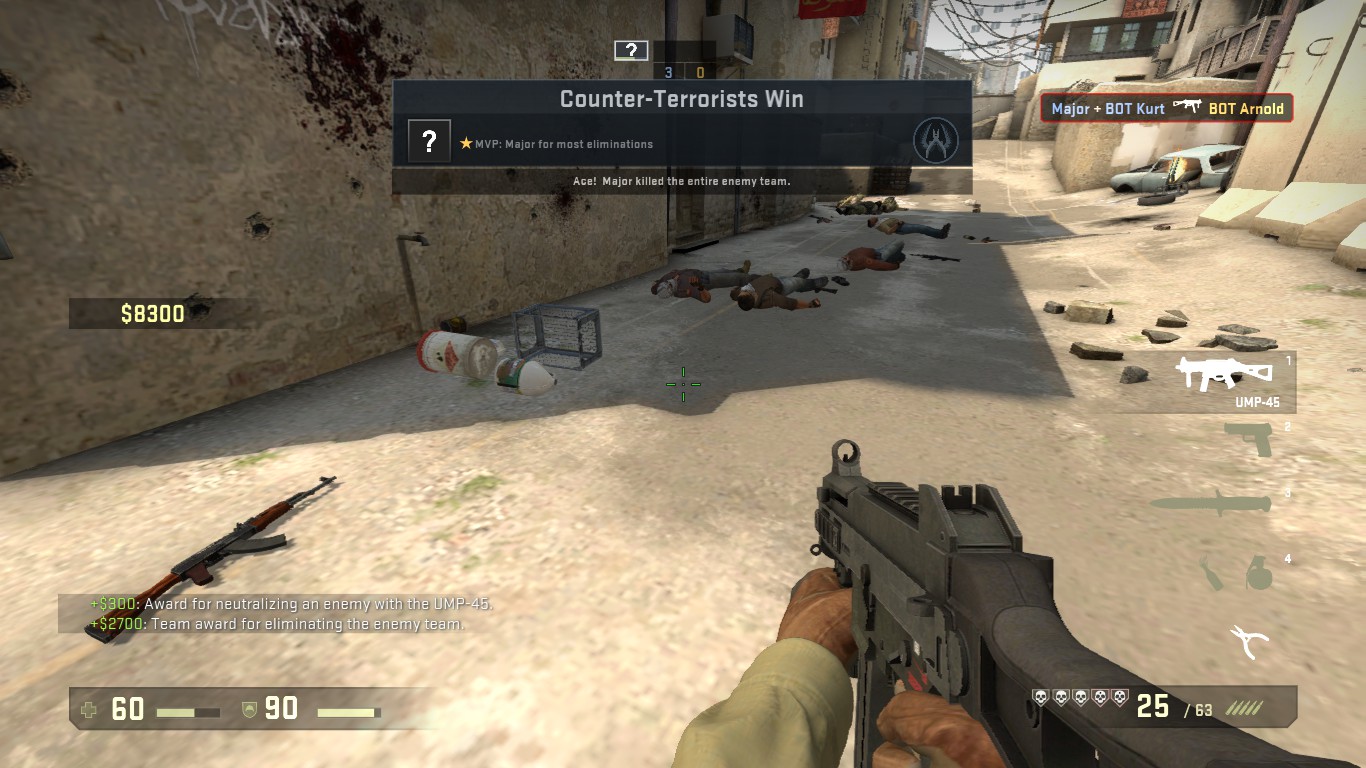 ?
3 0
Counter-Terrorists Win
?
★MVP: Major for most eliminations
Ace! Major killed the entire enemy team.
Major + BOT Kurt BOT Arnold
$8300
1
UMP-45
2
3
4
+$300: Award for neutralizing an enemy with the UMP-45.
+$2700: Team award for eliminating the enemy team.
60 90
25 / 63